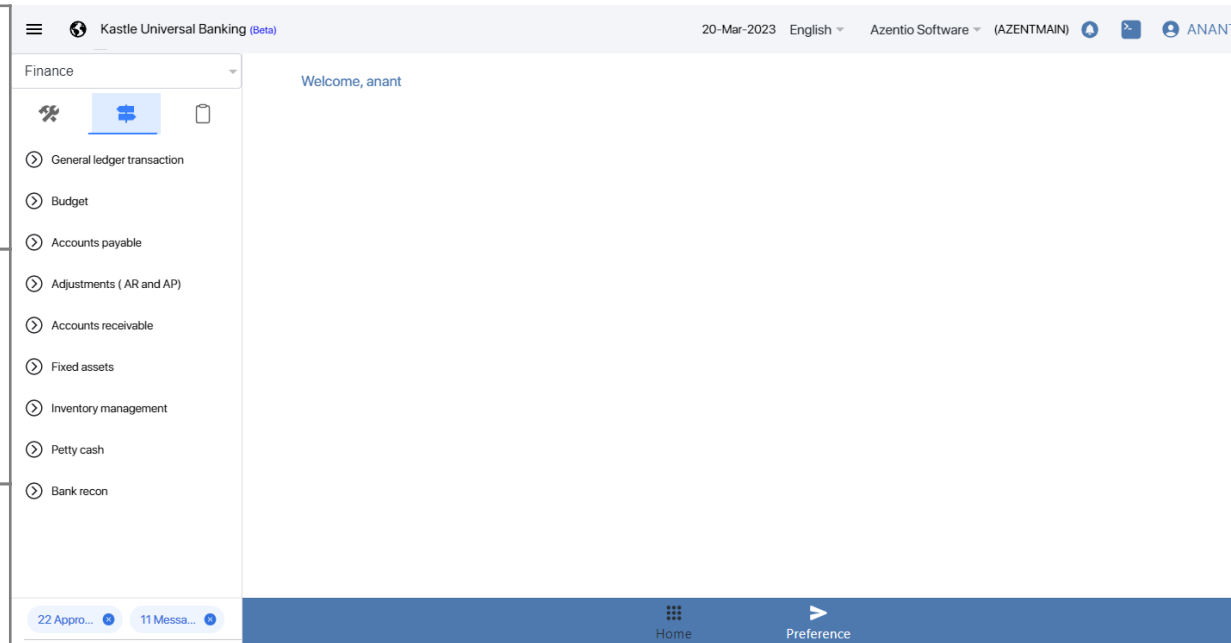 Kastle Universal Banking (Beta)
20-Mar-2023 English Azentio Software (AZENTMAIN) ANANT
Finance
Welcome, anant
General ledger transaction
Budget
Accounts payable
Adjustments ( AR and AP)
Accounts receivable
Fixed assets
Inventory management
Petty cash
Bank recon
22 Appro... 11 Messa...
Home Preference